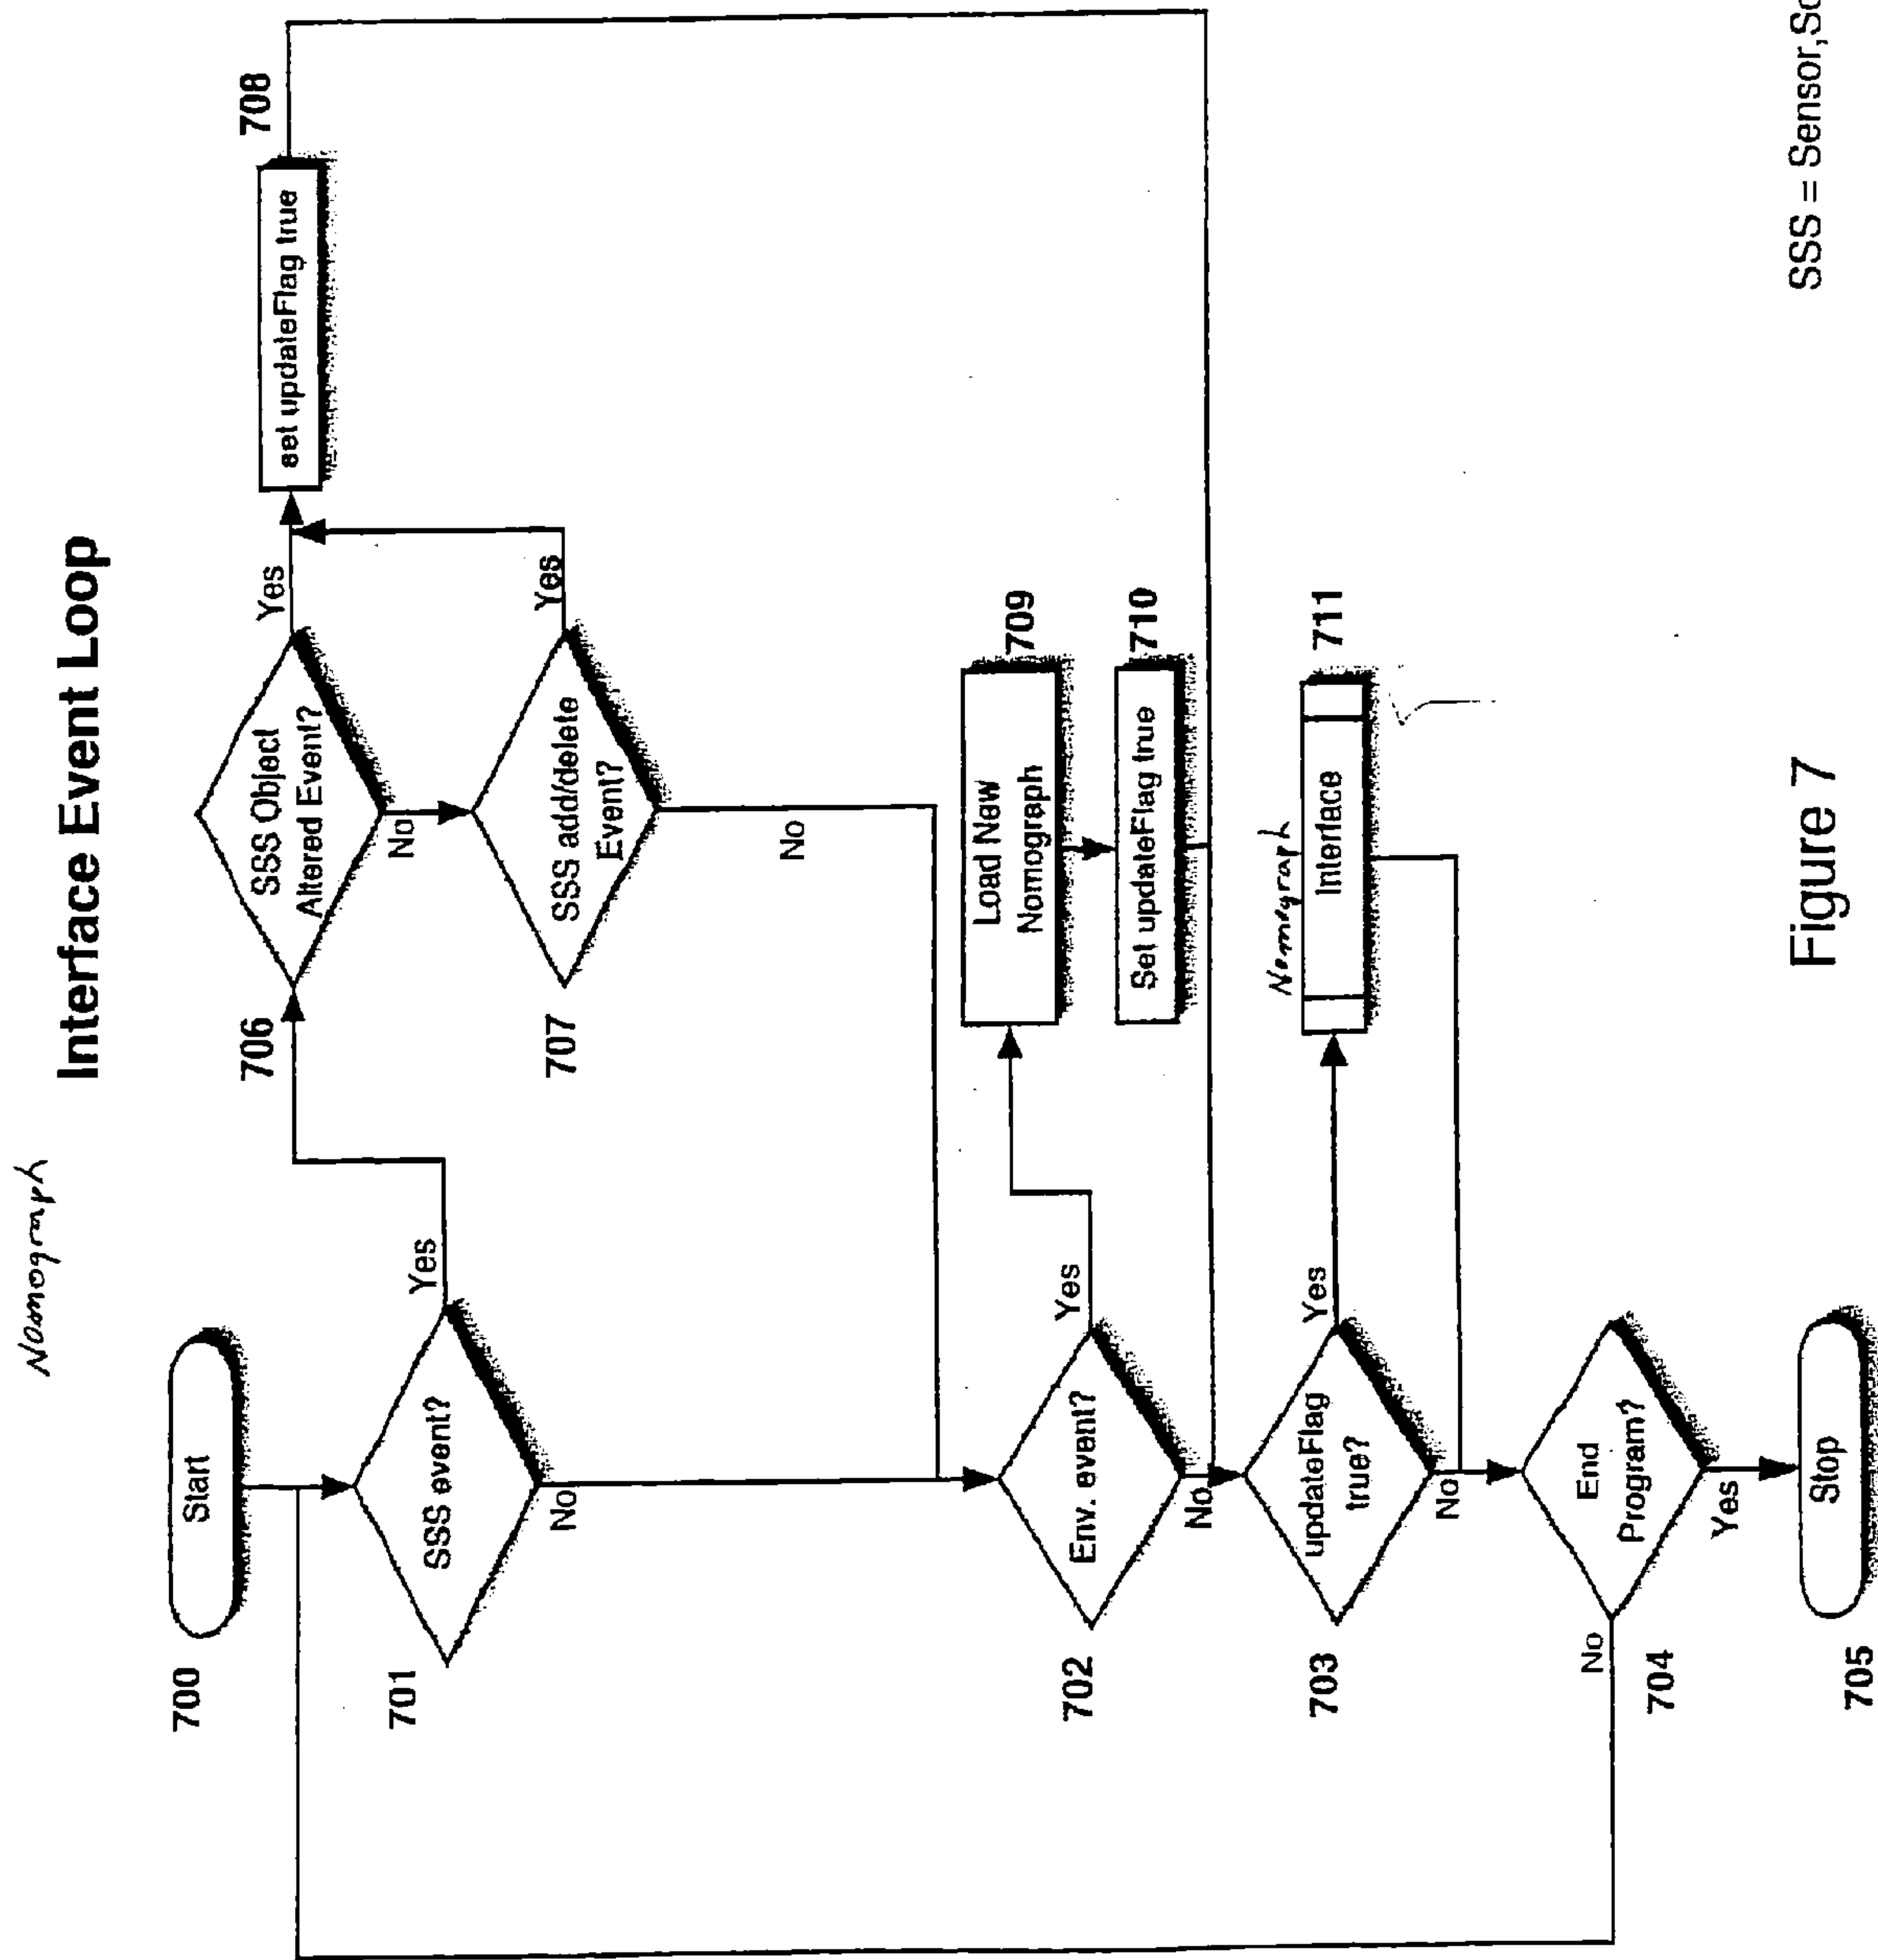 Nomograph
Interface Event Loop
700
Start
701
SSS event?
Yes
No
706
SSS Object
Altered Event?
Yes
No
708
set updateFlag true
707
SSS add/delete
Event?
Yes
No
702
Env. event?
Yes
No
709
Load New
Nomograph
710
Set updateFlag true
703
updateFlag
true?
Yes
No
Nomograph
711
Interface
704
End
Program?
No
Yes
705
Stop
Figure 7
SSS = Sensor,